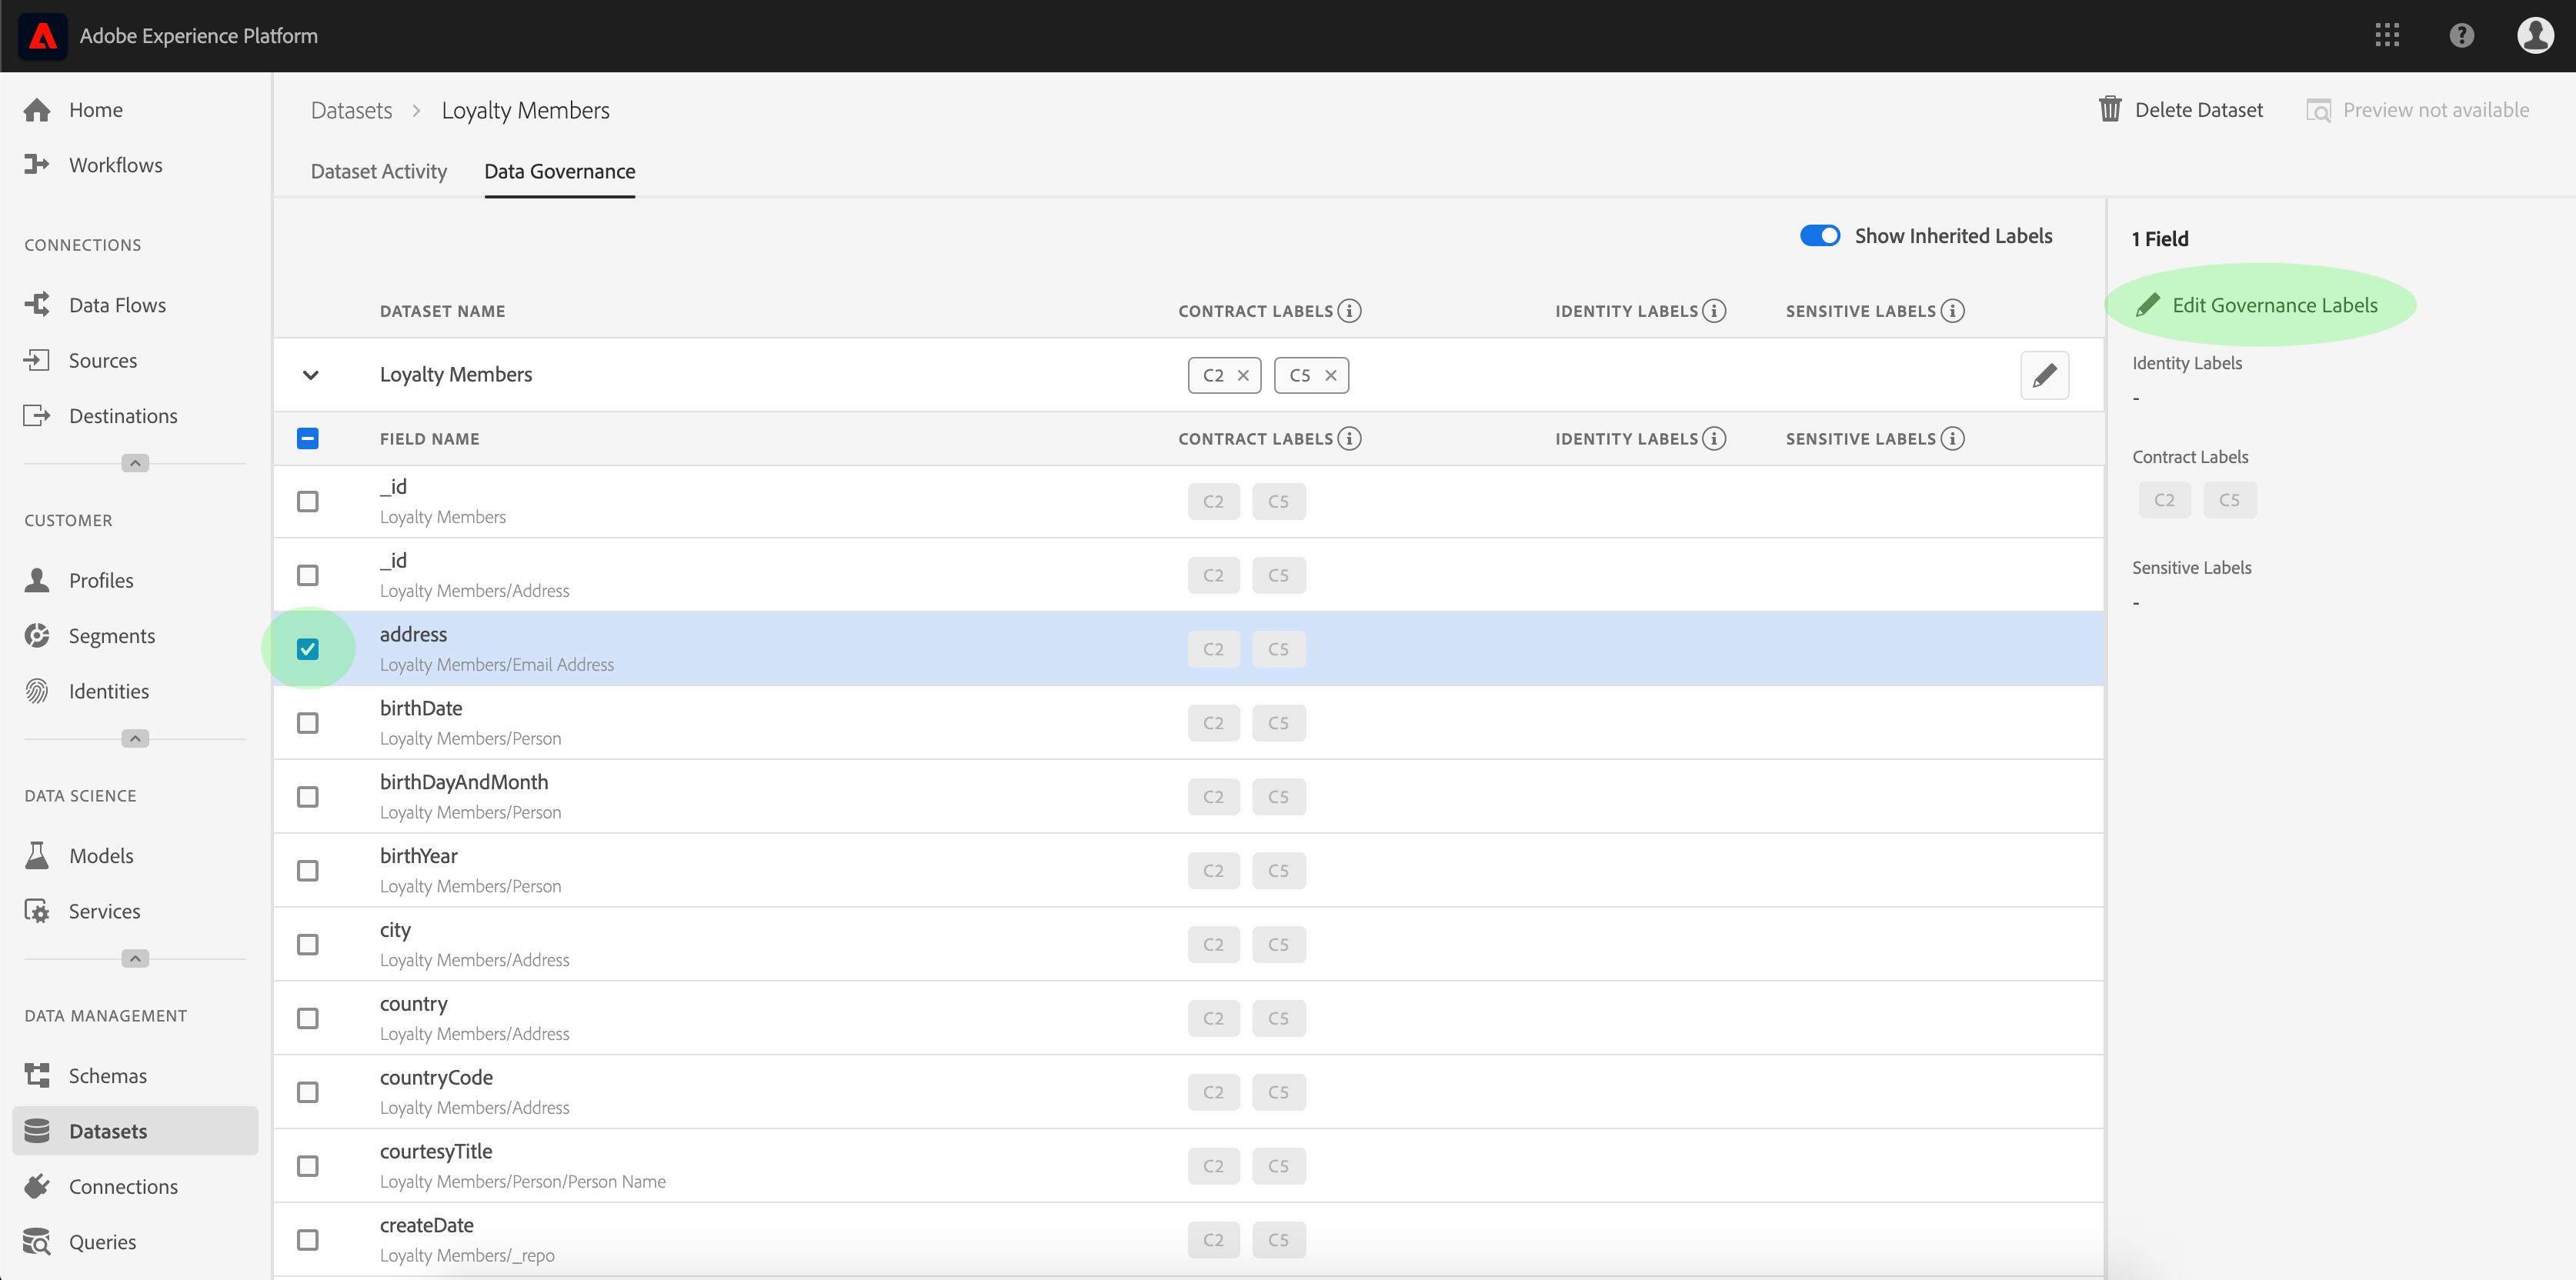 Adobe Experience Platform
Home
Workflows
CONNECTIONS
Data Flows
Sources
Destinations
CUSTOMER
Profiles
Segments
Identities
DATA SCIENCE
Models
Services
DATA MANAGEMENT
Schemas
Datasets
Connections
Queries
Datasets > Loyalty Members
Delete Dataset Preview not available
Dataset Activity Data Governance
Show Inherited Labels
DATASET NAME CONTRACT LABELS IDENTITY LABELS SENSITIVE LABELS
Loyalty Members C2 C5
FIELD NAME CONTRACT LABELS IDENTITY LABELS SENSITIVE LABELS
_id
Loyalty Members
C2 C5
_id
Loyalty Members/Address
C2 C5
address
Loyalty Members/Email Address
C2 C5
birthDate
Loyalty Members/Person
C2 C5
birthDayAndMonth
Loyalty Members/Person
C2 C5
birthYear
Loyalty Members/Person
C2 C5
city
Loyalty Members/Address
C2 C5
country
Loyalty Members/Address
C2 C5
countryCode
Loyalty Members/Address
C2 C5
courtesyTitle
Loyalty Members/Person/Person Name
C2 C5
createDate
Loyalty Members/_repo
C2 C5
1 Field
Edit Governance Labels
Identity Labels
-
Contract Labels
C2 C5
Sensitive Labels
-